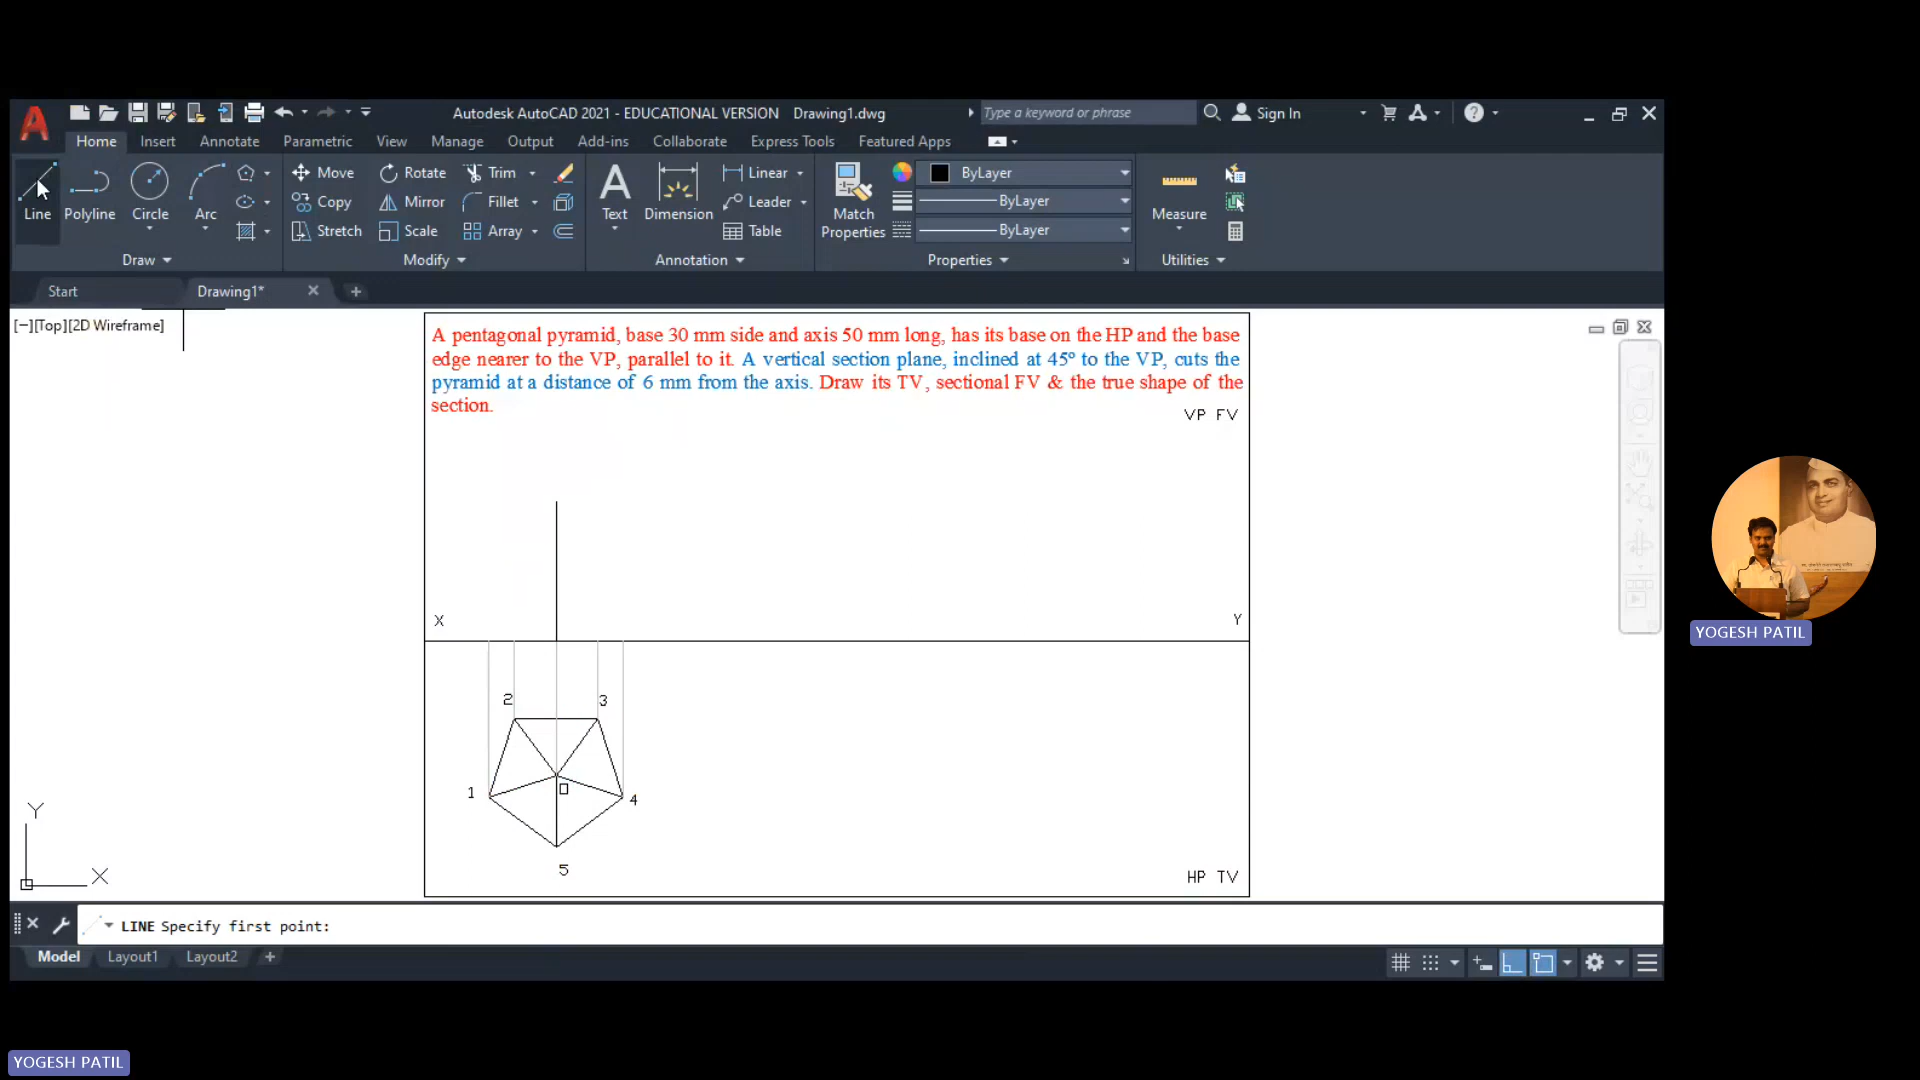 Autodesk AutoCAD 2021 - EDUCATIONAL VERSION Drawing1.dwg
Type a keyword or phrase
Sign In
Home Insert Annotate Parametric View Manage Output Add-ins Collaborate Express Tools Featured Apps
Line
Polyline
Circle
Arc
Draw
Move
Copy
Stretch
Rotate
Mirror
Scale
Trim
Fillet
Array
Modify
Text
Dimension
Linear
Leader
Table
Annotation
Match
Properties
ByLayer
ByLayer
ByLayer
Properties
Measure
Utilities
Start
Drawing1*
[−][Top][2D Wireframe]
A pentagonal pyramid, base 30 mm side and axis 50 mm long, has its base on the HP and the base
edge nearer to the VP, parallel to it. A vertical section plane, inclined at 45º to the VP, cuts the
pyramid at a distance of 6 mm from the axis. Draw its TV, sectional FV & the true shape of the
section.
VP FV
X
Y
2
3
1
O
4
5
HP TV
Y
X
LINE Specify first point:
Model
Layout1
Layout2
YOGESH PATIL
YOGESH PATIL